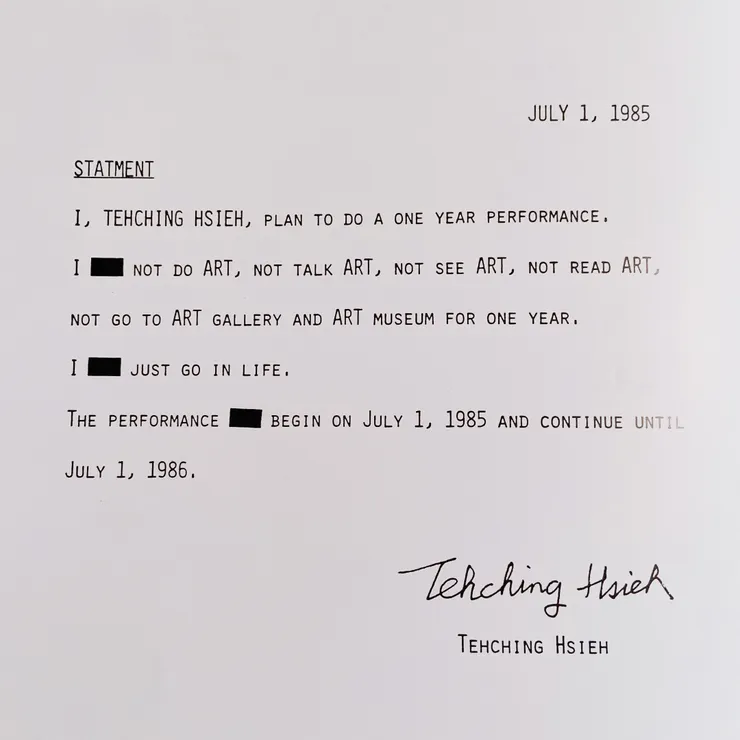 JULY 1, 1985
STATMENT
I, TEHCHING HSIEH, PLAN TO DO A ONE YEAR PERFORMANCE.
I NOT DO ART, NOT TALK ART, NOT SEE ART, NOT READ ART,
NOT GO TO ART GALLERY AND ART MUSEUM FOR ONE YEAR.
I JUST GO IN LIFE.
THE PERFORMANCE BEGIN ON JULY 1, 1985 AND CONTINUE UNTIL
JULY 1, 1986.
Tehching Hsieh
TEHCHING HSIEH